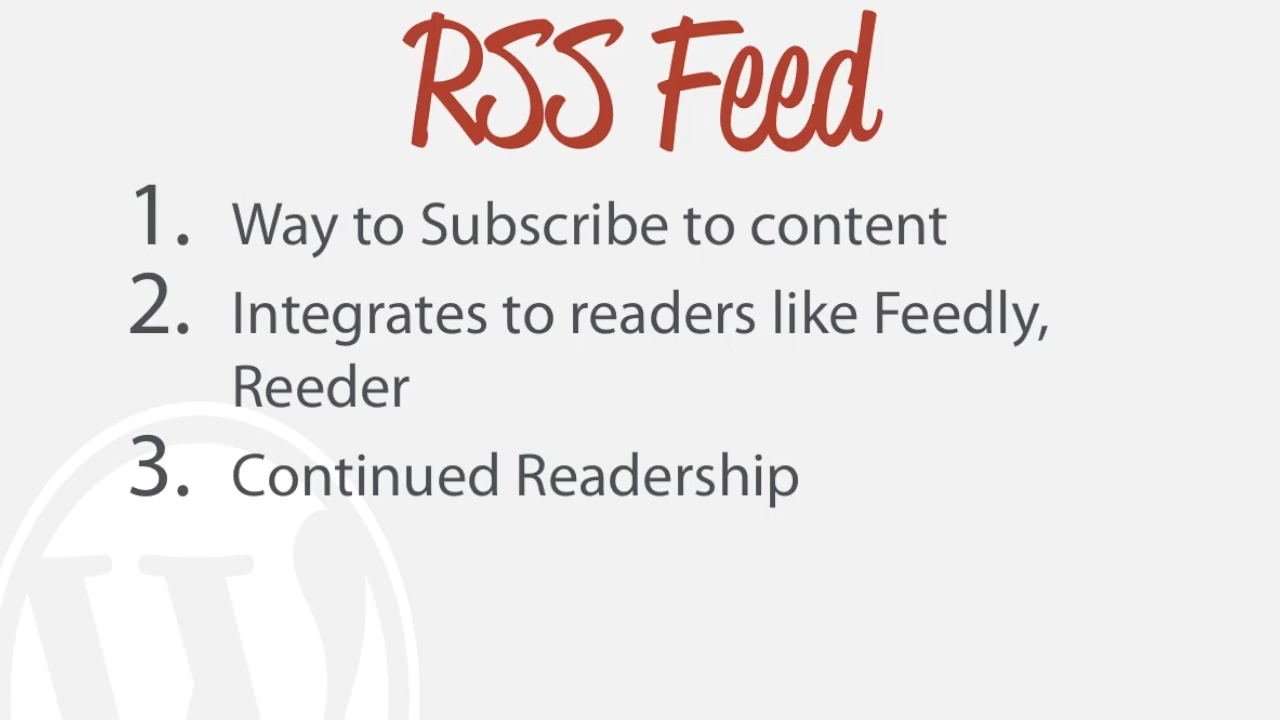 RSS Feed
1. Way to Subscribe to content
2. Integrates to readers like Feedly,
Reeder
3. Continued Readership